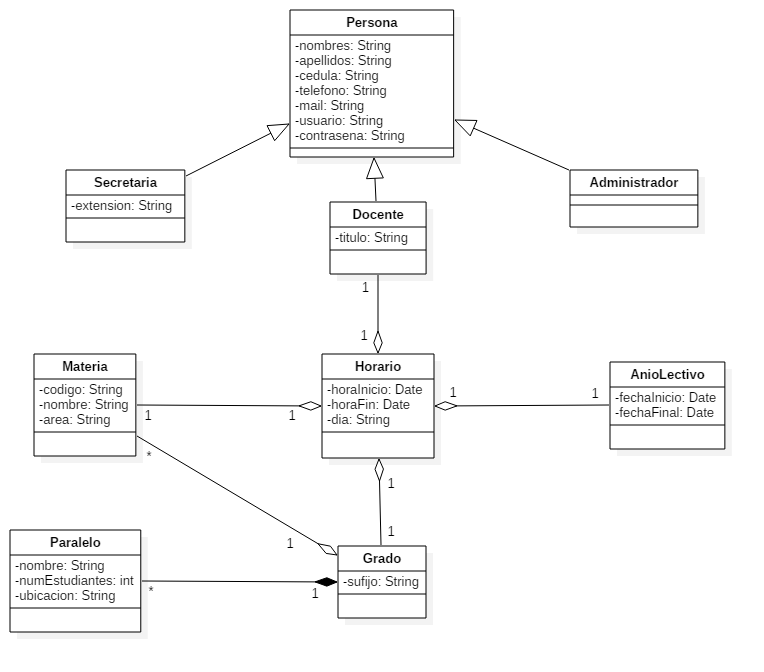 Persona
-nombres: String
-apellidos: String
-cedula: String
-telefono: String
-mail: String
-usuario: String
-contrasena: String
Secretaria
-extension: String
Docente
-titulo: String
Administrador
1
1
Materia
-codigo: String
-nombre: String
-area: String
1
1
Horario
-horaInicio: Date
-horaFin: Date
-dia: String
1
1
AnioLectivo
-fechaInicio: Date
-fechaFinal: Date
*
1
1
1
Paralelo
-nombre: String
-numEstudiantes: int
-ubicacion: String
*
1
Grado
-sufijo: String